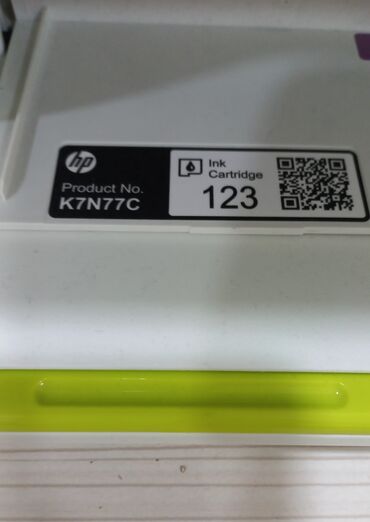 hp
Product No.
K7N77C
Ink
Cartridge
123